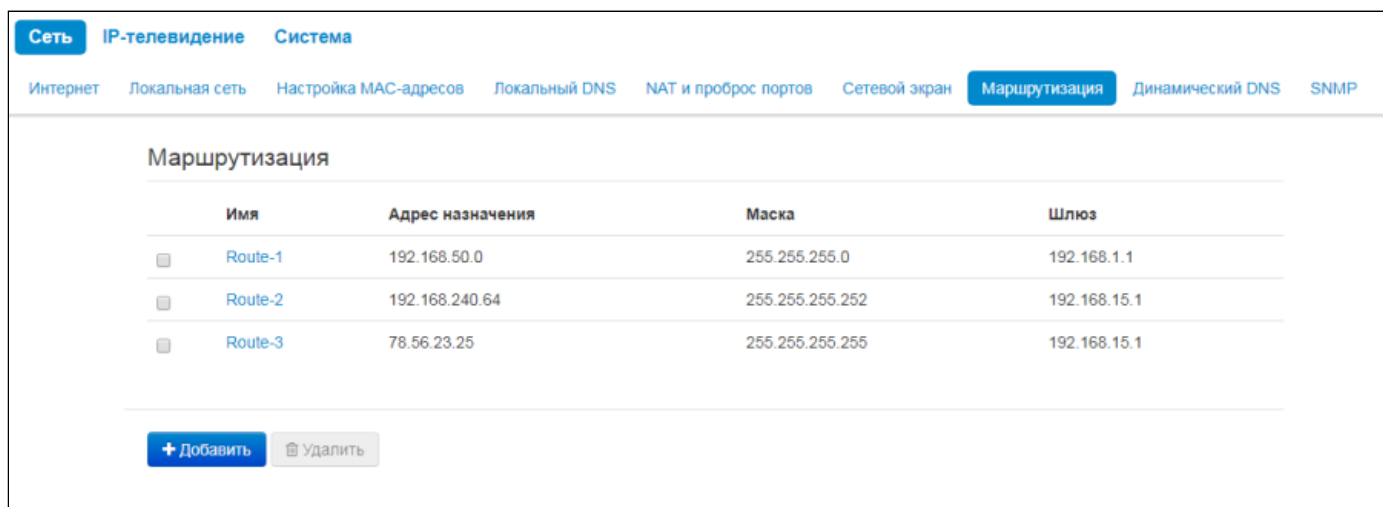 Сеть IP-телевидение Система
Интернет Локальная сеть Настройка MAC-адресов Локальный DNS NAT и проброс портов Сетевой экран Маршрутизация Динамический DNS SNMP
Маршрутизация
Имя Адрес назначения Маска Шлюз
Route-1 192.168.50.0 255.255.255.0 192.168.1.1
Route-2 192.168.240.64 255.255.255.252 192.168.15.1
Route-3 78.56.23.25 255.255.255.255 192.168.15.1
+ Добавить Удалить